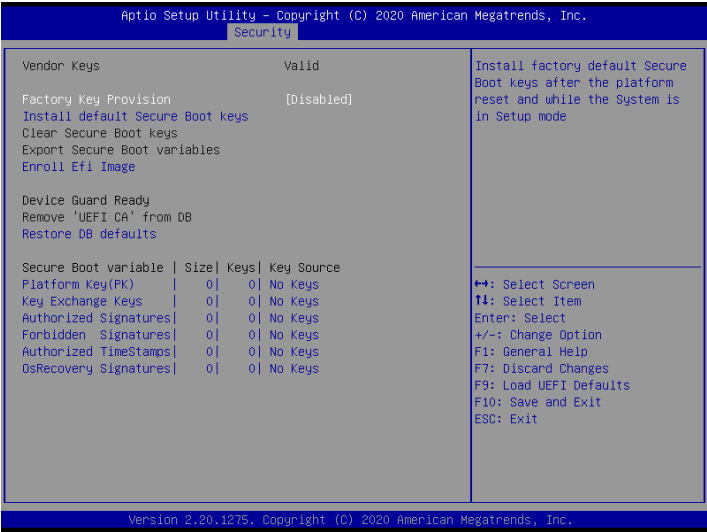 Aptio Setup Utility – Copyright (C) 2020 American Megatrends, Inc.
Security
Vendor Keys Valid
Factory Key Provision [Disabled]
Install default Secure Boot keys
Clear Secure Boot keys
Export Secure Boot variables
Enroll Efi Image
Device Guard Ready
Remove 'UEFI CA' from DB
Restore DB defaults
Secure Boot variable | Size| Keys| Key Source
Platform Key(PK) | 0| 0| No Keys
Key Exchange Keys | 0| 0| No Keys
Authorized Signatures| 0| 0| No Keys
Forbidden Signatures| 0| 0| No Keys
Authorized TimeStamps| 0| 0| No Keys
OsRecovery Signatures| 0| 0| No Keys
Install factory default Secure
Boot keys after the platform
reset and while the System is
in Setup mode
↔: Select Screen
↑↓: Select Item
Enter: Select
+/-: Change Option
F1: General Help
F7: Discard Changes
F9: Load UEFI Defaults
F10: Save and Exit
ESC: Exit
Version 2.20.1275. Copyright (C) 2020 American Megatrends, Inc.